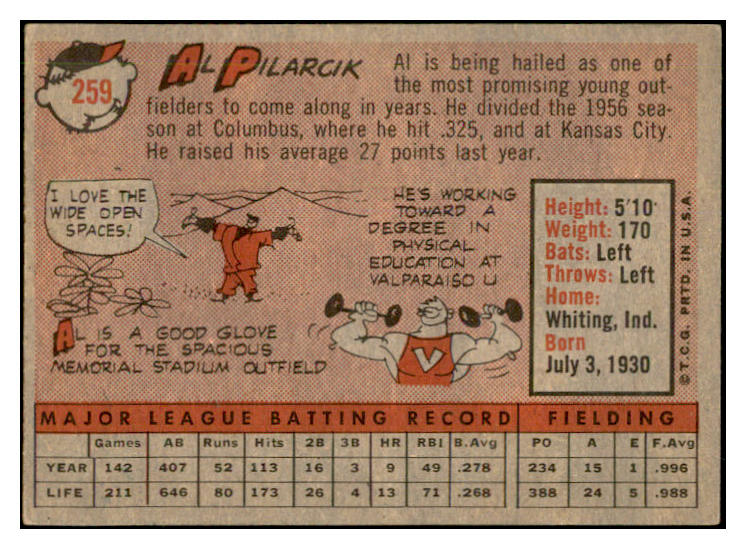 259
AL PILARCIK
Al is being hailed as one of
the most promising young out-
fielders to come along in years. He divided the 1956 sea-
son at Columbus, where he hit .325, and at Kansas City.
He raised his average 27 points last year.
I LOVE THE
WIDE OPEN
SPACES!
HE'S WORKING
TOWARD A
DEGREE IN
PHYSICAL
EDUCATION AT
VALPARAISO U
AL IS A GOOD GLOVE
FOR THE SPACIOUS
MEMORIAL STADIUM OUTFIELD
V
Height: 5'10
Weight: 170
Bats: Left
Throws: Left
Home:
Whiting, Ind.
Born
July 3, 1930
© T.C.G. PRTD. IN U.S.A.
MAJOR LEAGUE BATTING RECORD FIELDING
Games AB Runs Hits 2B 3B HR RBI B.Avg PO A E F.Avg
YEAR 142 407 52 113 16 3 9 49 .278 234 15 1 .996
LIFE 211 646 80 173 26 4 13 71 .268 388 24 5 .988